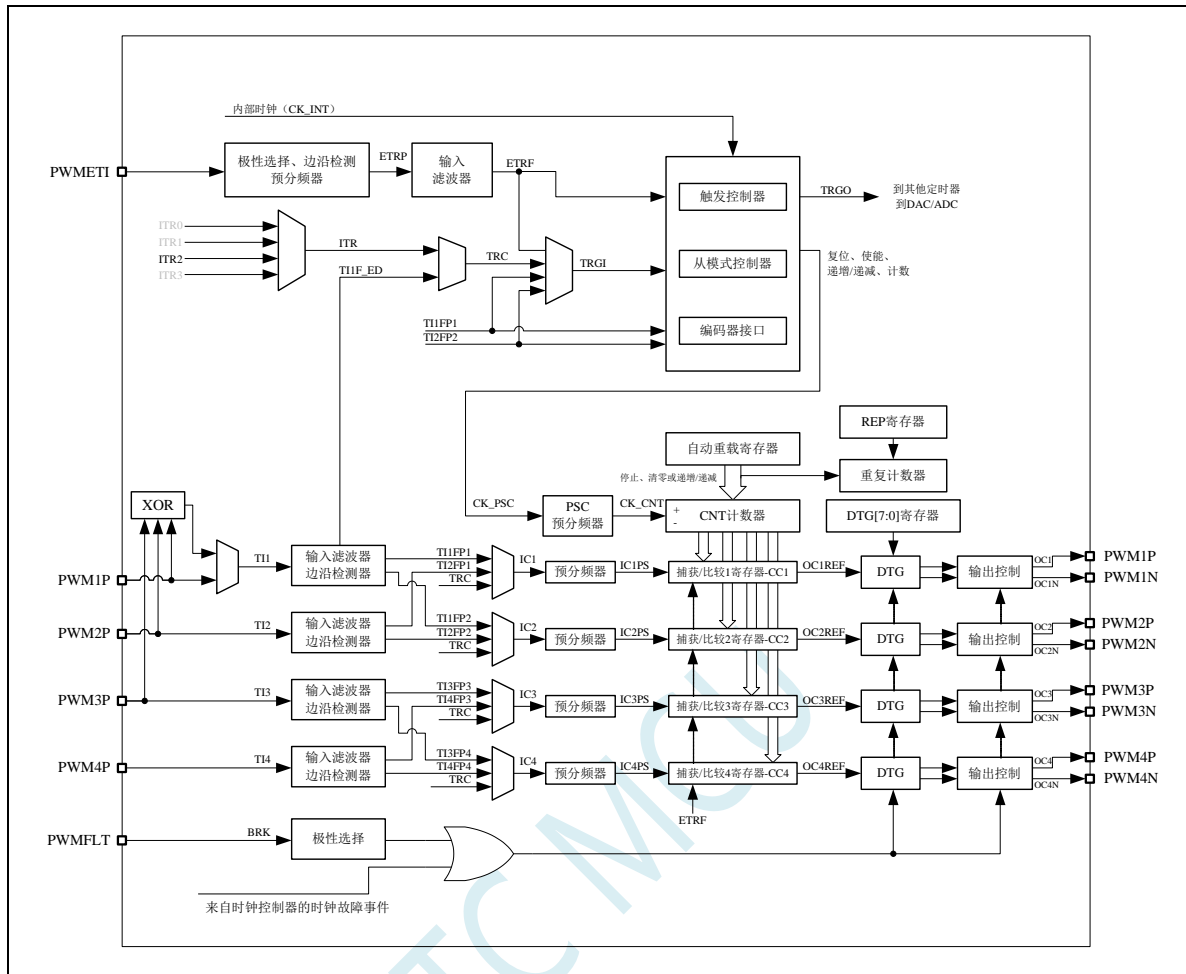 内部时钟（CK_INT）
PWMETI
极性选择、边沿检测
预分频器
ETRP
输入
滤波器
ETRF
触发控制器
TRGO
到其他定时器
到DAC/ADC
ITR0
ITR1
ITR2
ITR3
ITR
TI1F_ED
TRC
TRGI
从模式控制器
复位、使能、
递增/递减、计数
TI1FP1
TI2FP2
编码器接口
REP寄存器
自动重载寄存器
停止、清零或递增/递减
重复计数器
XOR
CK_PSC
PSC
预分频器
CK_CNT
+
-
CNT计数器
DTG[7:0]寄存器
PWM1P
TI1
输入滤波器
边沿检测器
TI1FP1
TI2FP1
TRC
IC1
预分频器
IC1PS
捕获/比较1寄存器-CC1
OC1REF
DTG
输出控制
OC1
OC1N
PWM1P
PWM1N
PWM2P
TI2
输入滤波器
边沿检测器
TI1FP2
TI2FP2
TRC
IC2
预分频器
IC2PS
捕获/比较2寄存器-CC2
OC2REF
DTG
输出控制
OC2
OC2N
PWM2P
PWM2N
PWM3P
TI3
输入滤波器
边沿检测器
TI3FP3
TI4FP3
TRC
IC3
预分频器
IC3PS
捕获/比较3寄存器-CC3
OC3REF
DTG
输出控制
OC3
OC3N
PWM3P
PWM3N
PWM4P
TI4
输入滤波器
边沿检测器
TI3FP4
TI4FP4
TRC
IC4
预分频器
IC4PS
捕获/比较4寄存器-CC4
OC4REF
DTG
输出控制
OC4
OC4N
PWM4P
PWM4N
ETRF
PWMFLT
BRK
极性选择
来自时钟控制器的时钟故障事件
TC MCU